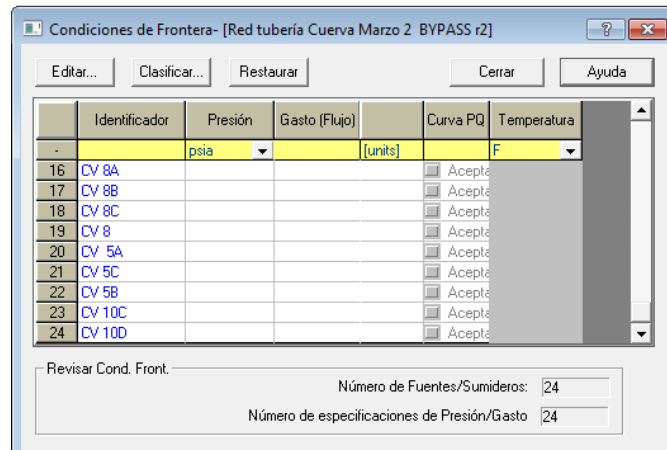 Condiciones de Frontera- [Red tubería Cuerva Marzo 2 BYPASS r2]
Editar... Clasificar... Restaurar Cerrar Ayuda
Identificador Presión Gasto (Flujo) Curva PQ Temperatura
- psia [units] F
16 CV 8A Acepta
17 CV 8B Acepta
18 CV 8C Acepta
19 CV 8 Acepta
20 CV 5A Acepta
21 CV 5C Acepta
22 CV 5B Acepta
23 CV 10C Acepta
24 CV 10D Acepta
Revisar Cond. Front.
Número de Fuentes/Sumideros: 24
Número de especificaciones de Presión/Gasto 24